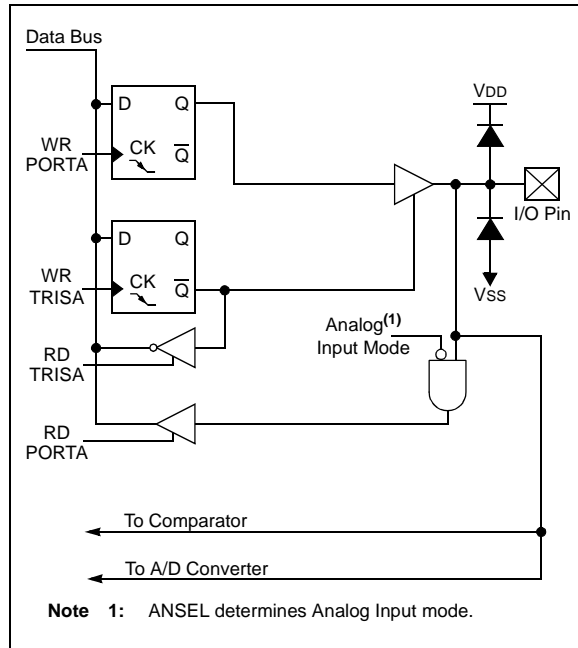 Data Bus
D Q
VDD
WR
PORTA
CK Q
I/O Pin
D Q
WR
TRISA
CK Q
VSS
Analog(1)
Input Mode
RD
TRISA
RD
PORTA
To Comparator
To A/D Converter
Note 1: ANSEL determines Analog Input mode.